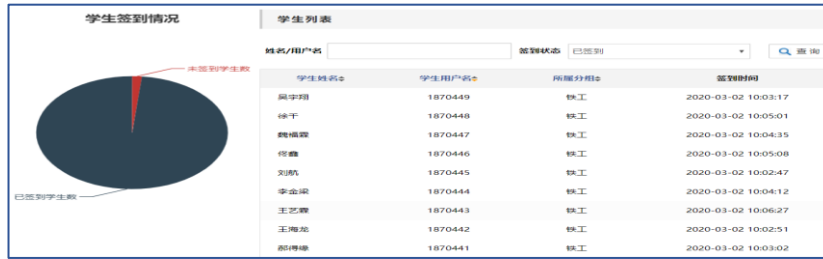 学生签到情况
学生列表
姓名/用户名
签到状态 已签到
查询
未签到学生数
已签到学生数
学生姓名 学生用户名 所属分组 签到时间
吴宇翔 1870449 铁工 2020-03-02 10:03:17
徐干 1870448 铁工 2020-03-02 10:05:01
魏福霖 1870447 铁工 2020-03-02 10:04:35
1870446 铁工 2020-03-02 10:05:08
刘航 1870445 铁工 2020-03-02 10:02:47
李金梁 1870444 铁工 2020-03-02 10:04:12
王艺霖 1870443 铁工 2020-03-02 10:06:27
王海龙 1870442 铁工 2020-03-02 10:02:51
郝得缘 1870441 铁工 2020-03-02 10:03:02